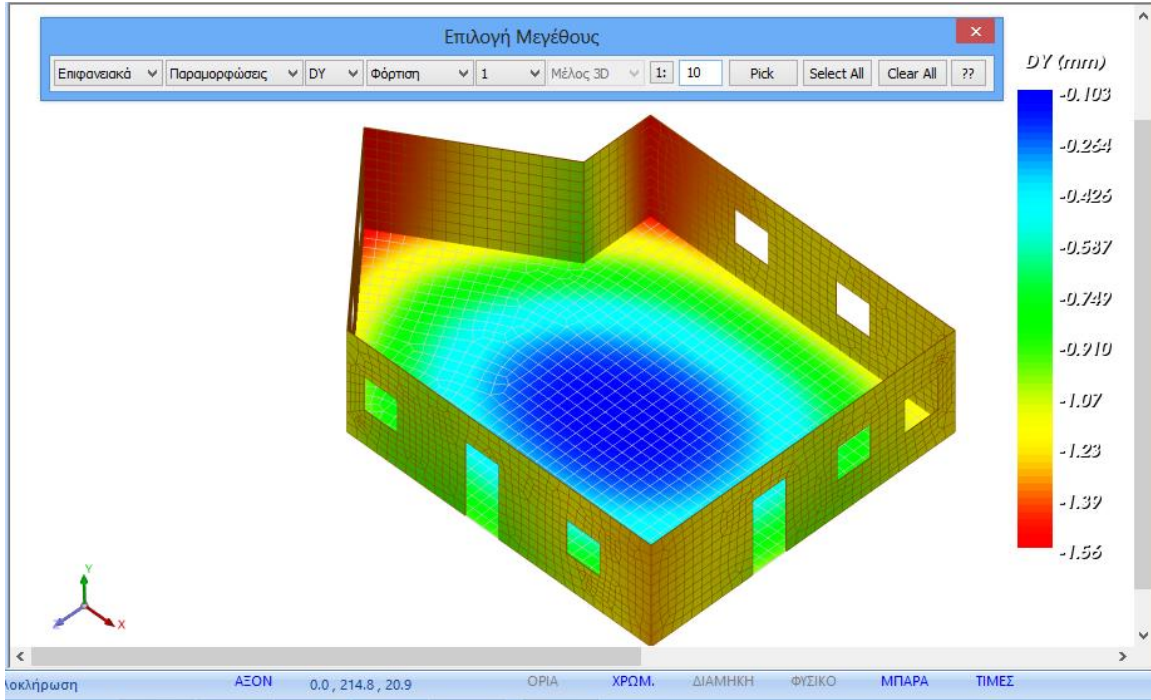 Επιλογή Μεγέθους
Επιφανειακά Παραμορφώσεις DY Φόρτιση 1 Μέλος 3D 1: 10 Pick Select All Clear All ??
DY (mm)
-0.103
-0.264
-0.426
-0.587
-0.749
-0.910
-1.07
-1.23
-1.39
-1.56
Y
Z X
λοκλήρωση ΑΞΟΝ 0.0 , 214.8 , 20.9 ΟΡΙΑ ΧΡΩΜ. ΔΙΑΜΗΚΗ ΦΥΣΙΚΟ ΜΠΑΡΑ ΤΙΜΕΣ